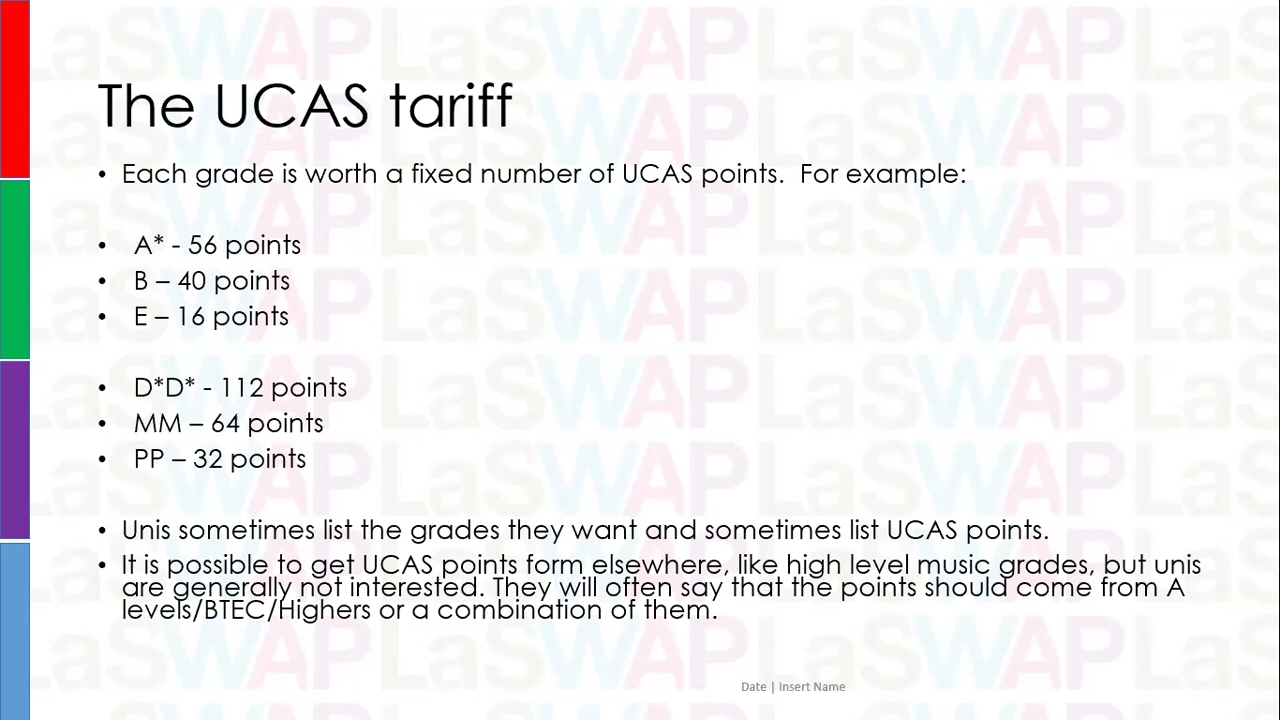 The UCAS tariff
• Each grade is worth a fixed number of UCAS points.  For example:
• A* - 56 points
• B – 40 points
• E – 16 points
• D*D* - 112 points
• MM – 64 points
• PP – 32 points
• Unis sometimes list the grades they want and sometimes list UCAS points.
• It is possible to get UCAS points form elsewhere, like high level music grades, but unis
are generally not interested. They will often say that the points should come from A
levels/BTEC/Highers or a combination of them.
Date | Insert Name
LaSWAP